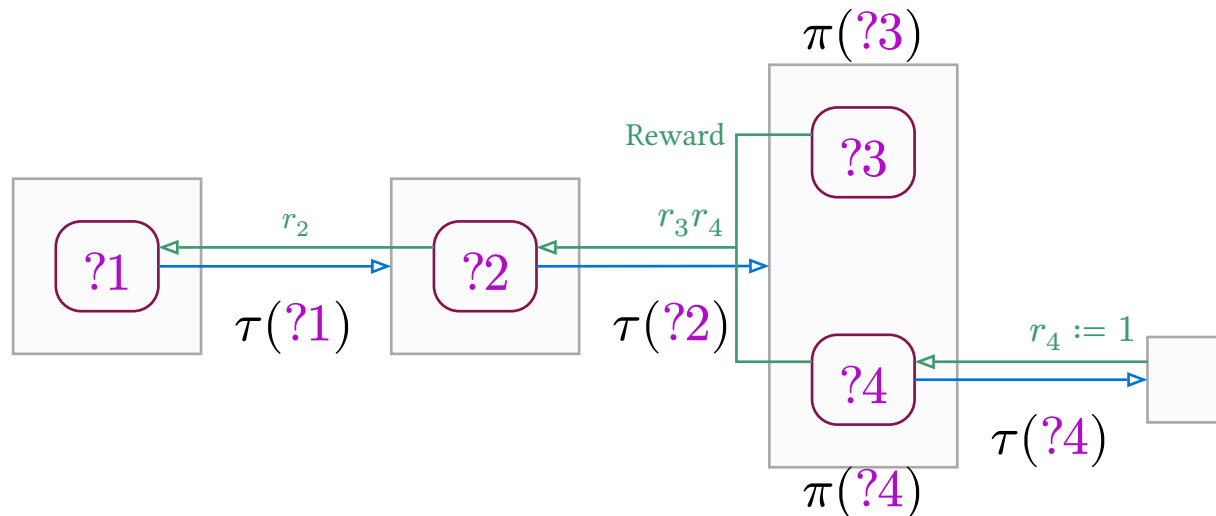 π(?3)
Reward
?3
r₂
r₃r₄
?1
?2
τ(?1)
τ(?2)
r₄ := 1
?4
τ(?4)
π(?4)